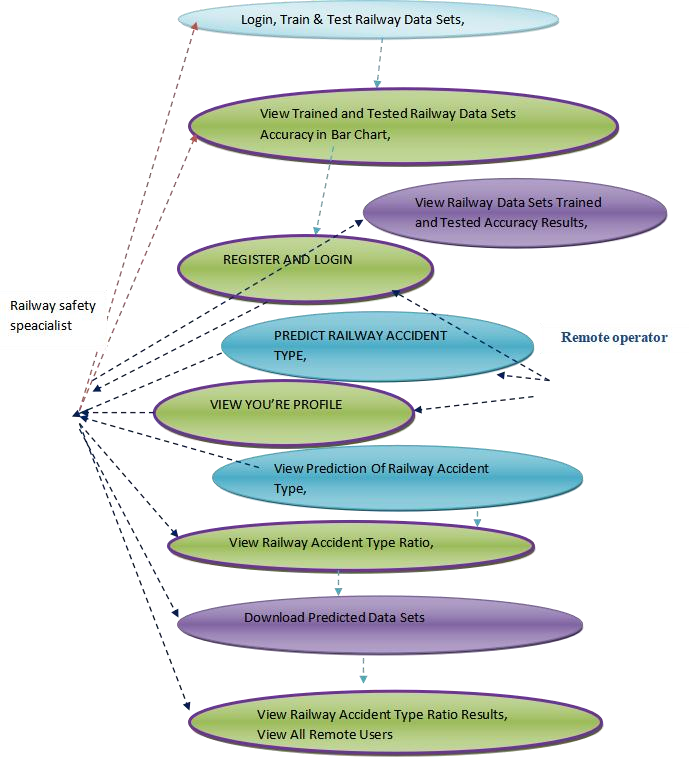 Login, Train & Test Railway Data Sets,
View Trained and Tested Railway Data Sets
Accuracy in Bar Chart,
View Railway Data Sets Trained
and Tested Accuracy Results,
REGISTER AND LOGIN
Railway safety
speacialist
PREDICT RAILWAY ACCIDENT
TYPE,
Remote operator
VIEW YOU’RE PROFILE
View Prediction Of Railway Accident
Type,
View Railway Accident Type Ratio,
Download Predicted Data Sets
View Railway Accident Type Ratio Results,
View All Remote Users